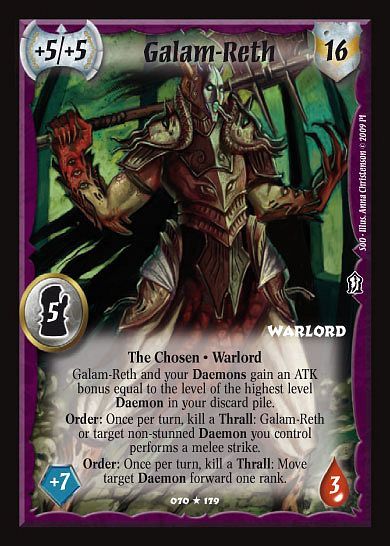 +5/+5
Galam-Reth
16
SOO • Illus. Anna Christenson © 2009 PI
5
WARLORD
The Chosen • Warlord
Galam-Reth and your Daemons gain an ATK
bonus equal to the level of the highest level
Daemon in your discard pile.
Order: Once per turn, kill a Thrall: Galam-Reth
or target non-stunned Daemon you control
performs a melee strike.
Order: Once per turn, kill a Thrall: Move
target Daemon forward one rank.
+7
3
070 ★ 179